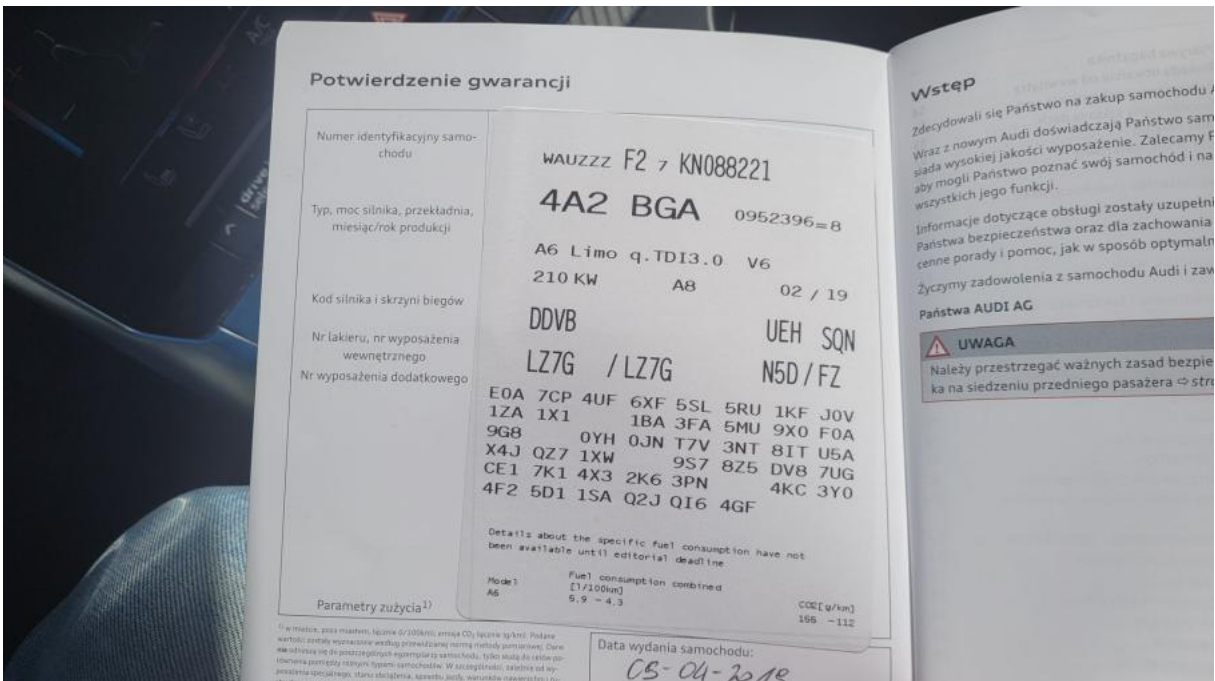 A/C
drive
select
Potwierdzenie gwarancji
Numer identyfikacyjny samo-
chodu
WAUZZZ F2 7 KN088221
Typ, moc silnika, przekładnia,
miesiąc/rok produkcji
4A2 BGA 0952396=8
A6 Limo q.TDI3.0 V6
210 KW A8 02 / 19
Kod silnika i skrzyni biegów
DDVB UEH SQN
Nr lakieru, nr wyposażenia
wewnętrznego
LZ7G / LZ7G N5D / FZ
Nr wyposażenia dodatkowego
E0A 7CP 4UF 6XF 5SL 5RU 1KF J0V
1ZA 1X1 1BA 3FA 5MU 9X0 F0A
9G8 0YH 0JN T7V 3NT 8IT U5A
X4J QZ7 1XW 9S7 8Z5 DV8 7UG
CE1 7K1 4X3 2K6 3PN 4KC 3Y0
4F2 5D1 1SA Q2J QI6 4GF
Details about the specific fuel consumption have not
been available until editorial deadline
Model Fuel consumption combined
[l/100km] CO2[g/km]
A6 5.9 - 4.3 155 -112
Parametry zużycia1)
Data wydania samochodu:
Wstęp
Zdecydowali się Państwo na zakup samochodu
Wraz z nowym Audi doświadczają Państwo sam
siada wysokiej jakości wyposażenie. Zalecamy P
aby mogli Państwo poznać swój samochód i na
wszystkich jego funkcji.
Informacje dotyczące obsługi zostały uzupełni
Państwa bezpieczeństwa oraz dla zachowania
cenne porady i pomoc, jak w sposób optymaln
Życzymy zadowolenia z samochodu Audi i zaw
Państwa AUDI AG
UWAGA
Należy przestrzegać ważnych zasad bezpie
ka na siedzeniu przedniego pasażera ⇨ str